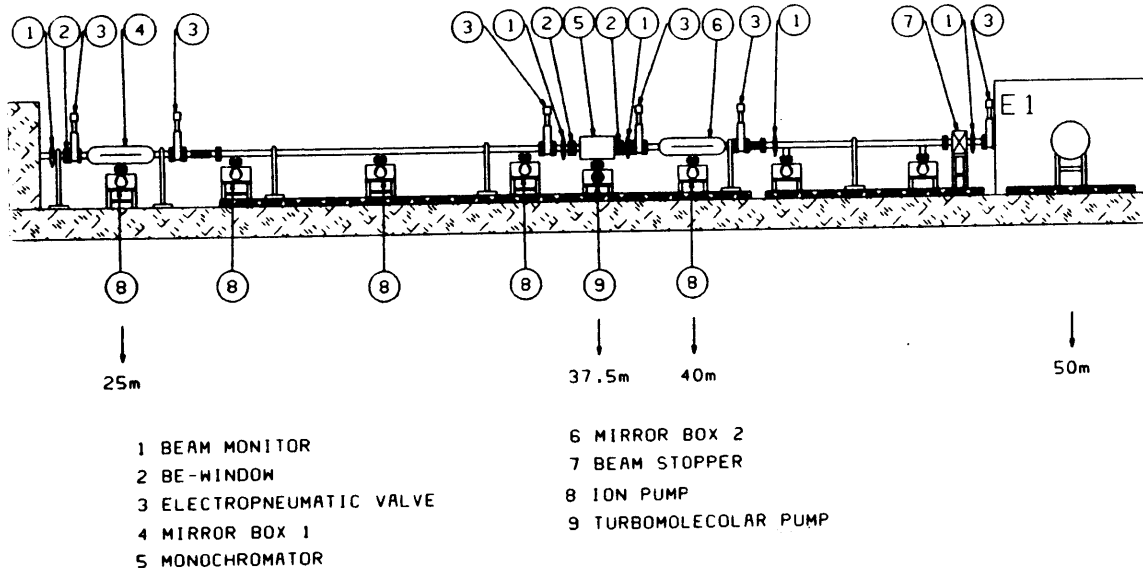 1 2 3 4 3 3 1 2 5 2 1 3 6 3 1 7 1 3
E1
8 8 8 8 9 8
25m 37.5m 40m 50m
1 BEAM MONITOR
2 BE-WINDOW
3 ELECTROPNEUMATIC VALVE
4 MIRROR BOX 1
5 MONOCHROMATOR
6 MIRROR BOX 2
7 BEAM STOPPER
8 ION PUMP
9 TURBOMOLECOLAR PUMP